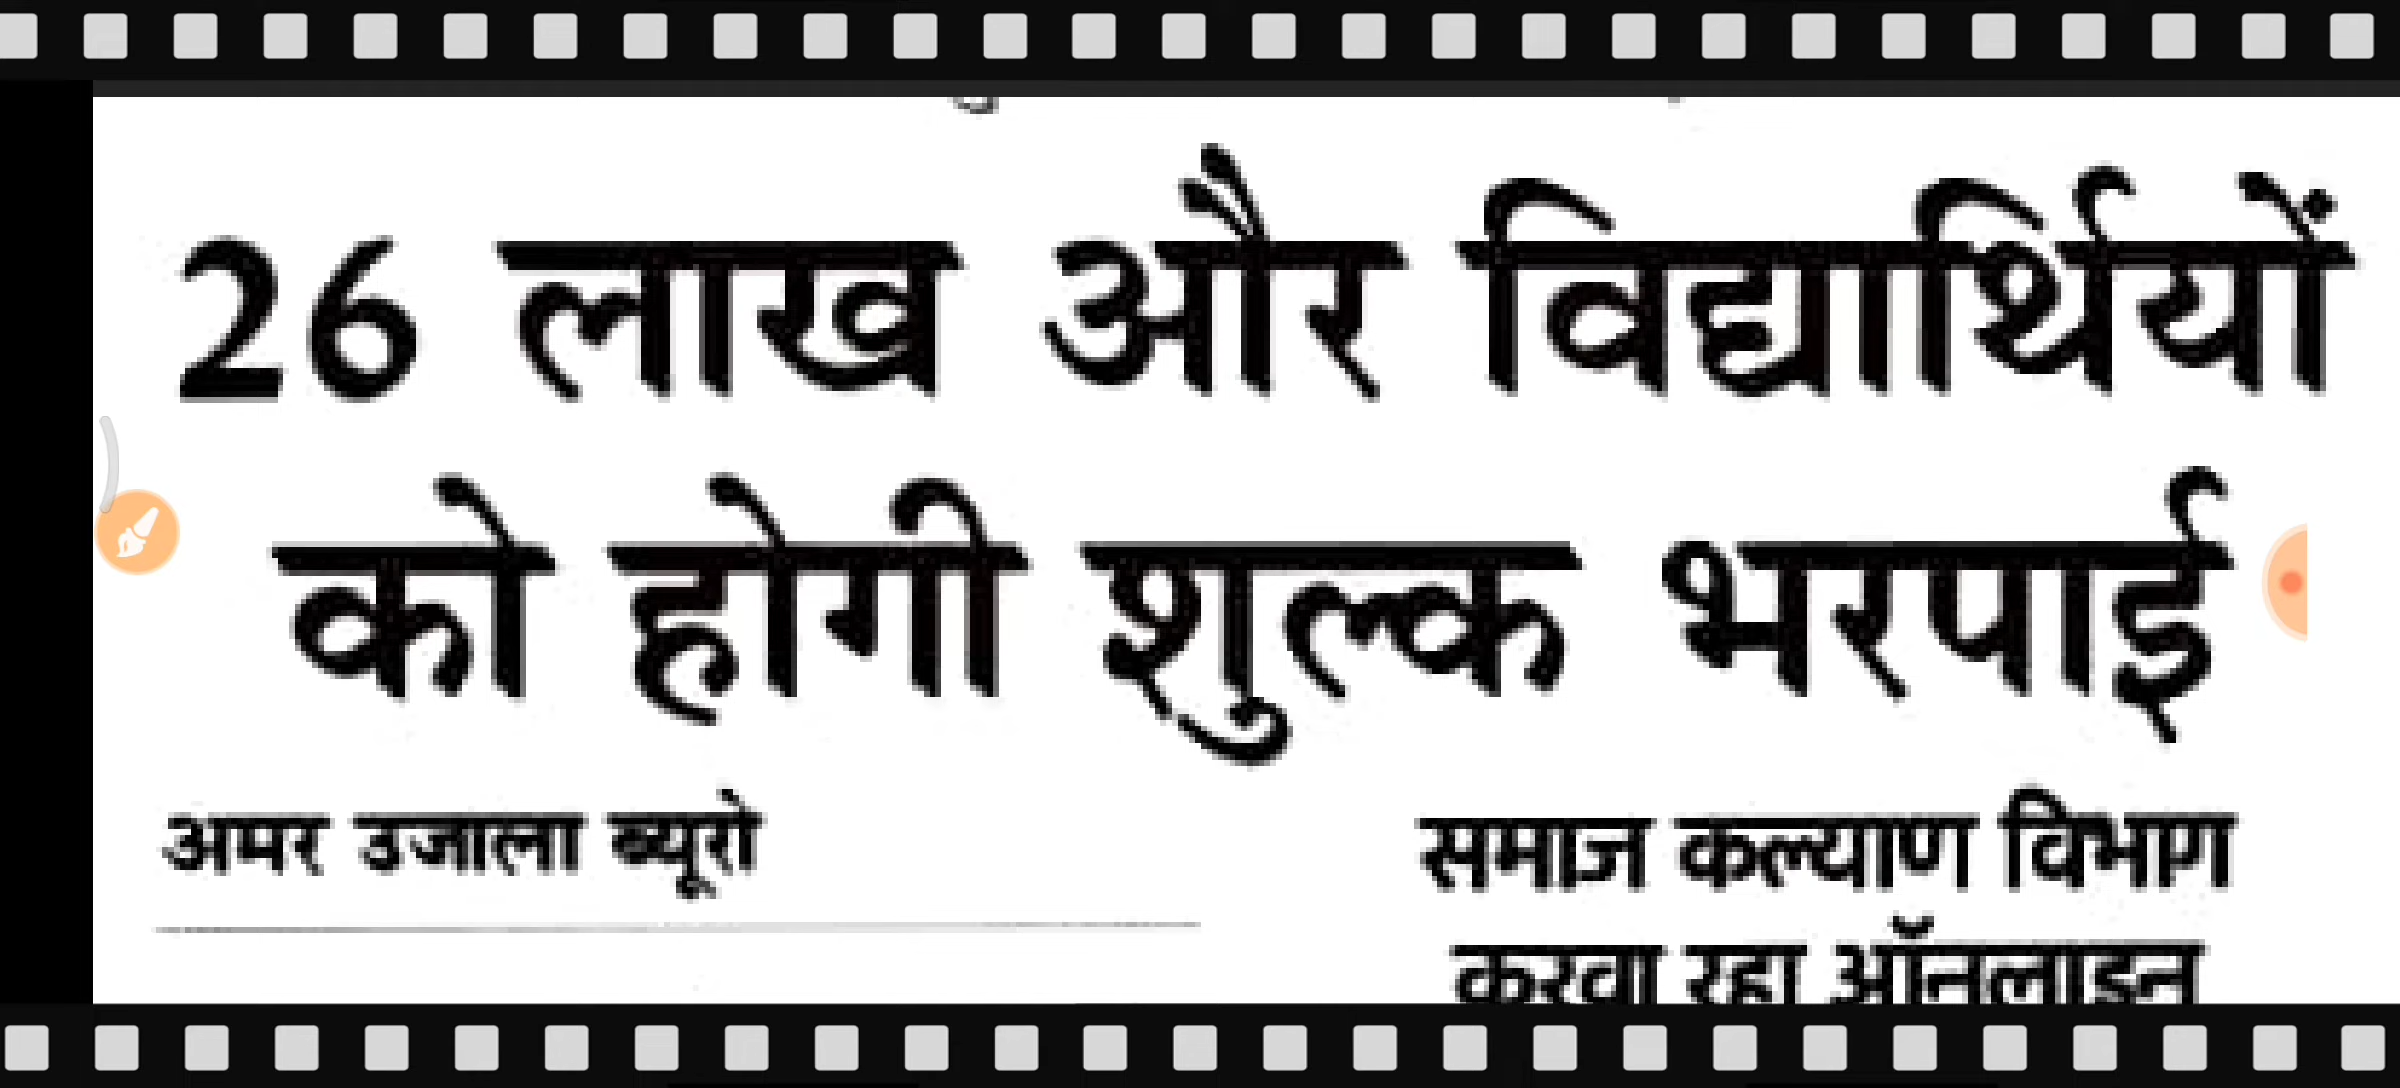 26 लाख और विद्यार्थियों
को होगी शुल्क भरपाई
अमर उजाला ब्यूरो
समाज कल्याण विभाग
करवा रहा ऑनलाइन